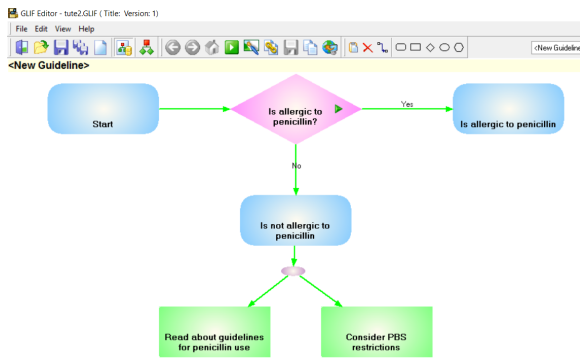 GLIF Editor - tute2.GLIF ( Title: Version: 1)
File Edit View Help
<New Guideline
<New Guideline>
Start
Is allergic to
penicillin?
Yes
Is allergic to penicillin
No
Is not allergic to
penicillin
Read about guidelines
for penicillin use
Consider PBS
restrictions